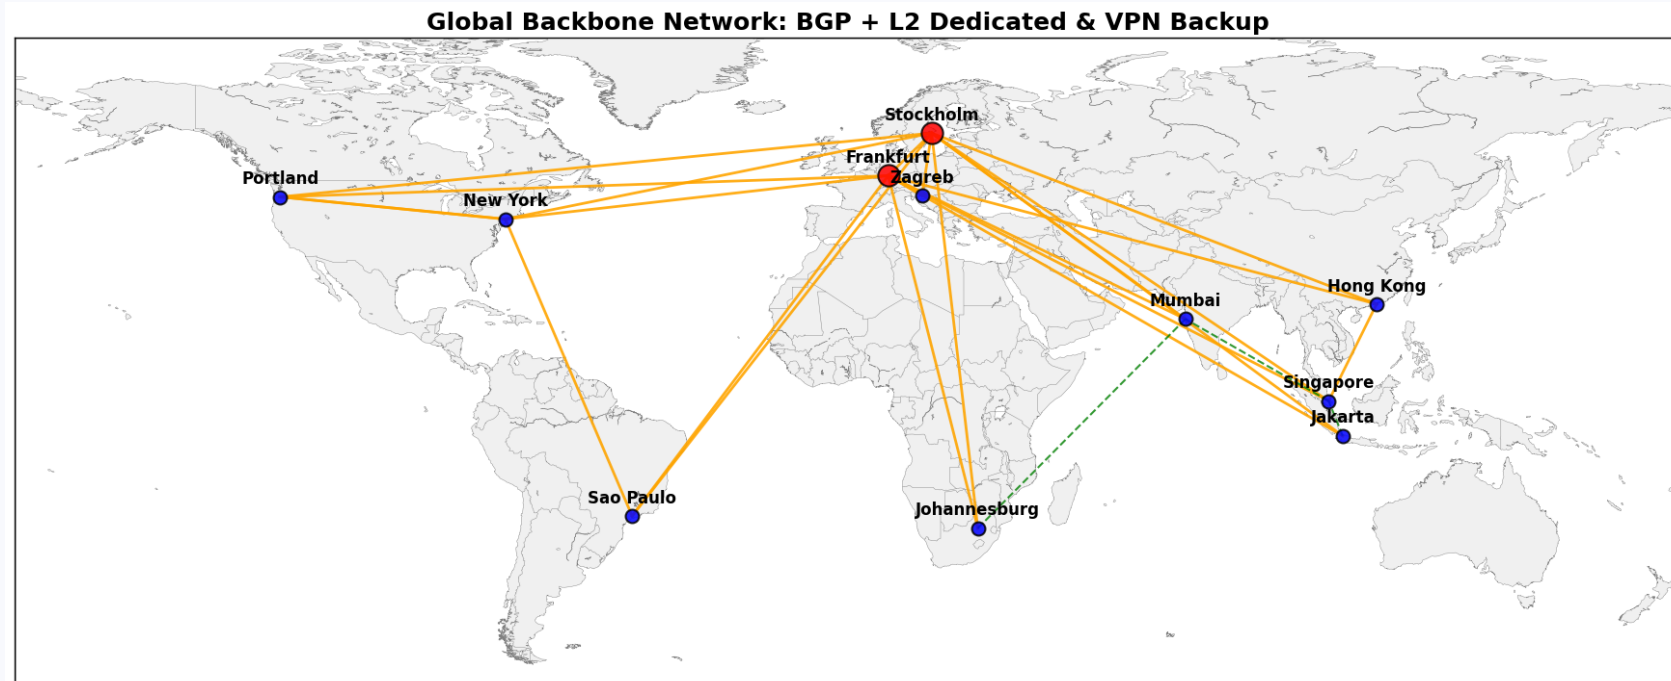 Global Backbone Network: BGP + L2 Dedicated & VPN Backup
Stockholm
Frankfurt
Zagreb
Portland
New York
Hong Kong
Mumbai
Singapore
Jakarta
Sao Paulo
Johannesburg